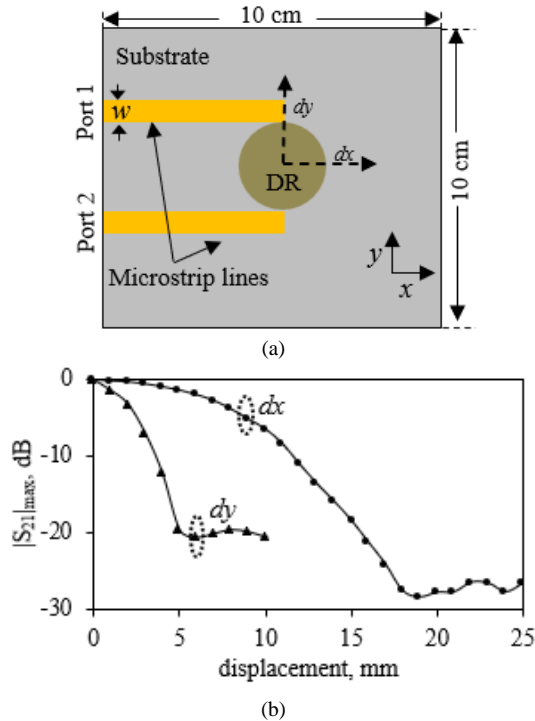 10 cm
Substrate
Port 1
w
dy
dx
DR
10 cm
Port 2
Microstrip lines
y
x
(a)
0
-10
-20
-30
|S21|max, dB
dx
dy
0 5 10 15 20 25
displacement, mm
(b)